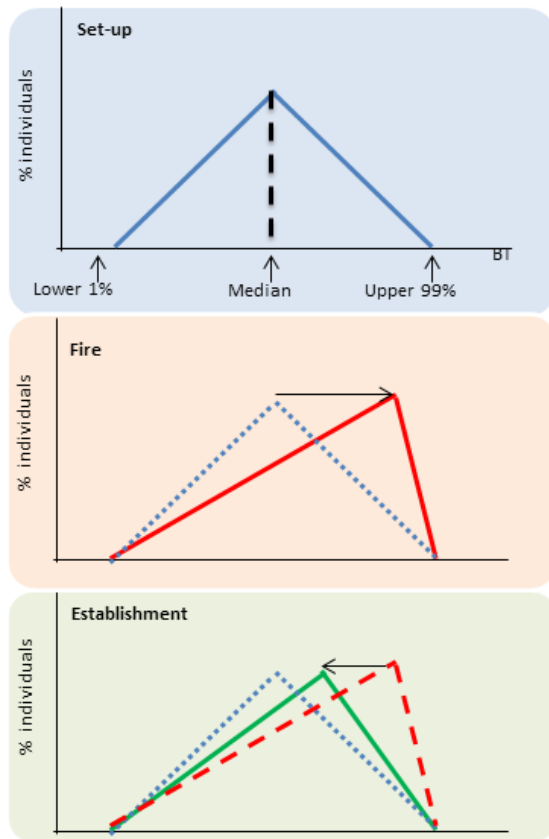 Set-up
% individuals
BT
Lower 1%
Median
Upper 99%
Fire
% individuals
Establishment
% individuals